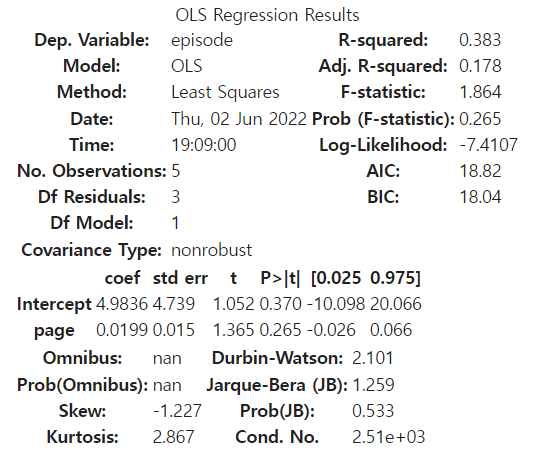 OLS Regression Results
Dep. Variable: episode R-squared: 0.383
Model: OLS Adj. R-squared: 0.178
Method: Least Squares F-statistic: 1.864
Date: Thu, 02 Jun 2022 Prob (F-statistic): 0.265
Time: 19:09:00 Log-Likelihood: -7.4107
No. Observations: 5 AIC: 18.82
Df Residuals: 3 BIC: 18.04
Df Model: 1
Covariance Type: nonrobust
coef std err t P>|t| [0.025 0.975]
Intercept 4.9836 4.739 1.052 0.370 -10.098 20.066
page 0.0199 0.015 1.365 0.265 -0.026 0.066
Omnibus: nan Durbin-Watson: 2.101
Prob(Omnibus): nan Jarque-Bera (JB): 1.259
Skew: -1.227 Prob(JB): 0.533
Kurtosis: 2.867 Cond. No. 2.51e+03